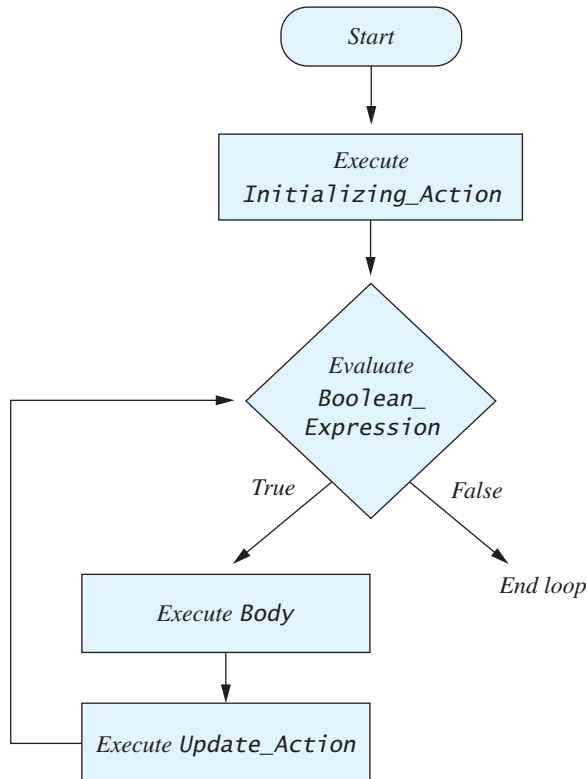 Start
Execute
Initializing_Action
Evaluate
Boolean_
Expression
True
False
End loop
Execute Body
Execute Update_Action